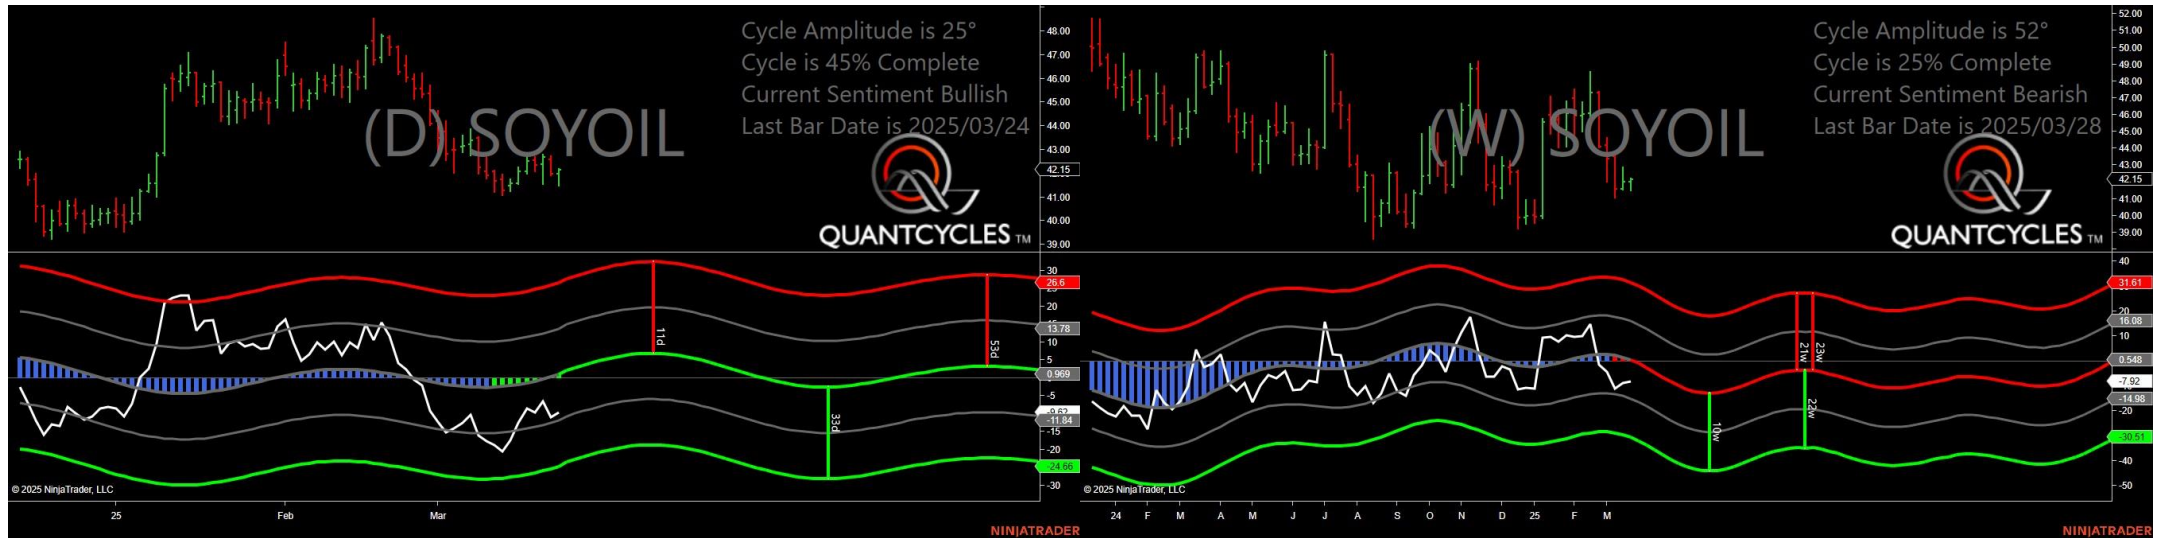 Cycle Amplitude is 25°
Cycle is 45% Complete
Current Sentiment Bullish
Last Bar Date is 2025/03/24
(D) SOYOIL
QUANTCYCLES TM
48.00
47.00
46.00
45.00
44.00
43.00
42.15
41.00
40.00
39.00
30
26.6
20
13.78
10
5
0.969
-5
-9.62
-11.84
-15
-20
-24.66
-30
11d
33d
53d
© 2025 NinjaTrader, LLC
25 Feb Mar
NINJATRADER
Cycle Amplitude is 52°
Cycle is 25% Complete
Current Sentiment Bearish
Last Bar Date is 2025/03/28
(W) SOYOIL
QUANTCYCLES TM
52.00
51.00
50.00
49.00
48.00
47.00
46.00
45.00
44.00
43.00
42.15
41.00
40.00
39.00
40
31.61
20
16.08
0.548
-7.92
-14.98
-20
-30.51
-40
-50
10w
21w
22w
23w
© 2025 NinjaTrader, LLC
24 F M A M J J A S O N D 25 F M
NINJATRADER